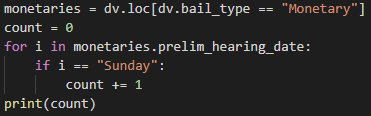 monetaries = dv.loc[dv.bail_type == "Monetary"]
count = 0
for i in monetaries.prelim_hearing_date:
    if i == "Sunday":
        count += 1
print(count)